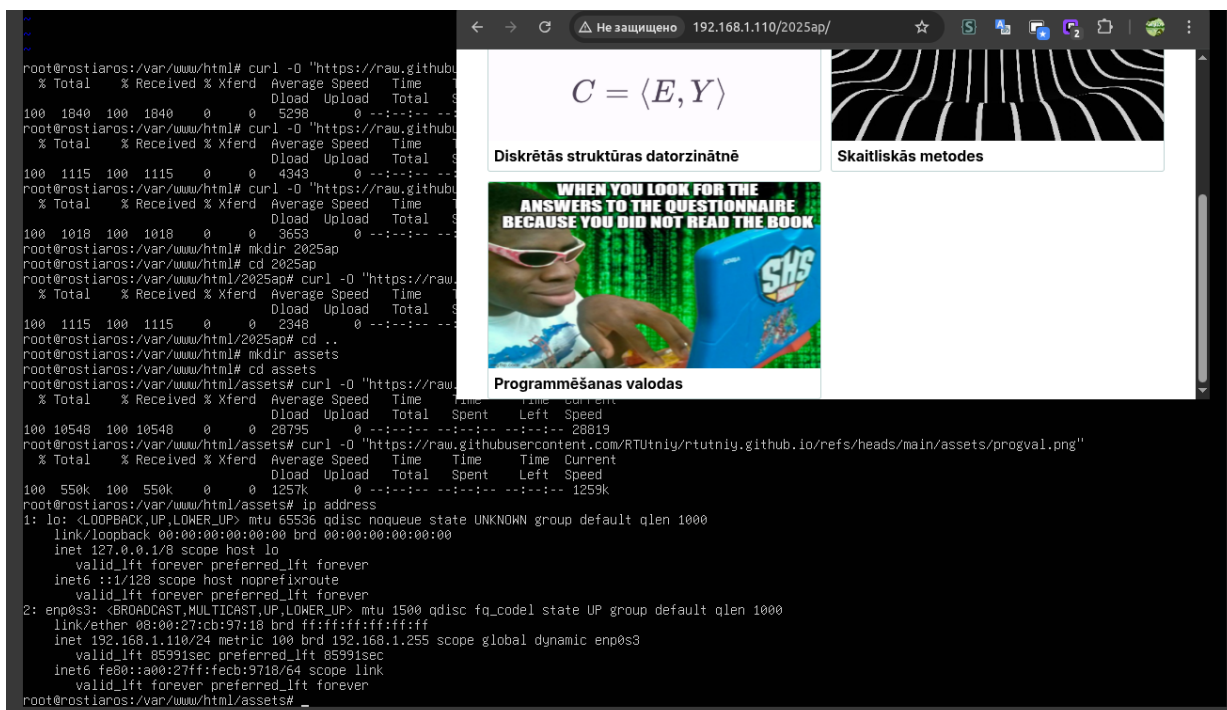 Не защищено 192.168.1.110/2025ap/
root@rostiaros:/var/www/html# curl -O "https://raw.githubu
% Total % Received % Xferd Average Speed Time
Dload Upload Total
100 1840 100 1840 0 0 5298 0 --:--:-- --
root@rostiaros:/var/www/html# curl -O "https://raw.githubu
% Total % Received % Xferd Average Speed Time
Dload Upload Total
100 1115 100 1115 0 0 4343 0 --:--:-- --
root@rostiaros:/var/www/html# curl -O "https://raw.githubu
% Total % Received % Xferd Average Speed Time
Dload Upload Total
100 1018 100 1018 0 0 3653 0 --:--:-- --
root@rostiaros:/var/www/html# mkdir 2025ap
root@rostiaros:/var/www/html# cd 2025ap
root@rostiaros:/var/www/html/2025ap# curl -O "https://raw.
% Total % Received % Xferd Average Speed Time
Dload Upload Total
100 1115 100 1115 0 0 2348 0 --:--:-- --
root@rostiaros:/var/www/html/2025ap# cd ..
root@rostiaros:/var/www/html# mkdir assets
root@rostiaros:/var/www/html# cd assets
root@rostiaros:/var/www/html/assets# curl -O "https://raw.
% Total % Received % Xferd Average Speed Time Time Time Current
Dload Upload Total Spent Left Speed
100 10548 100 10548 0 0 28795 0 --:--:-- --:--:-- --:--:-- 28819
root@rostiaros:/var/www/html/assets# curl -O "https://raw.githubusercontent.com/RTUtniy/rtutniy.github.io/refs/heads/main/assets/progval.png"
% Total % Received % Xferd Average Speed Time Time Time Current
Dload Upload Total Spent Left Speed
100 550k 100 550k 0 0 1257k 0 --:--:-- --:--:-- --:--:-- 1259k
root@rostiaros:/var/www/html/assets# ip address
1: lo: <LOOPBACK,UP,LOWER_UP> mtu 65536 qdisc noqueue state UNKNOWN group default qlen 1000
link/loopback 00:00:00:00:00:00 brd 00:00:00:00:00:00
inet 127.0.0.1/8 scope host lo
valid_lft forever preferred_lft forever
inet6 ::1/128 scope host noprefixroute
valid_lft forever preferred_lft forever
2: enp0s3: <BROADCAST,MULTICAST,UP,LOWER_UP> mtu 1500 qdisc fq_codel state UP group default qlen 1000
link/ether 08:00:27:cb:97:18 brd ff:ff:ff:ff:ff:ff
inet 192.168.1.110/24 metric 100 brd 192.168.1.255 scope global dynamic enp0s3
valid_lft 85991sec preferred_lft 85991sec
inet6 fe80::a00:27ff:fecb:9718/64 scope link
valid_lft forever preferred_lft forever
root@rostiaros:/var/www/html/assets# _
C = ⟨E, Y⟩
Diskrētās struktūras datorzinātnē
Skaitliskās metodes
WHEN YOU LOOK FOR THE
ANSWERS TO THE QUESTIONNAIRE
BECAUSE YOU DID NOT READ THE BOOK
SHS
Programmēšanas valodas